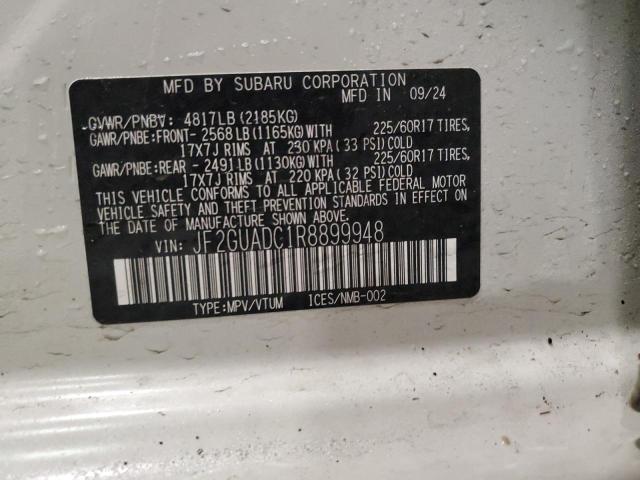 MFD BY SUBARU CORPORATION
MFD IN 09/24
GVWR/PNBV: 4817LB (2185KG)
GAWR/PNBE:FRONT- 2568 LB (1165KG) WITH 225/60R17 TIRES,
17X7J RIMS AT 230 KPA (33 PSI) COLD
GAWR/PNBE:REAR - 2491 LB (1130KG) WITH 225/60R17 TIRES,
17X7J RIMS AT 220 KPA (32 PSI) COLD
THIS VEHICLE CONFORMS TO ALL APPLICABLE FEDERAL MOTOR
VEHICLE SAFETY AND THEFT PREVENTION STANDARDS IN EFFECT ON
THE DATE OF MANUFACTURE SHOWN ABOVE.
VIN: JF2GUADC1R8899948
TYPE:MPV/VTUM ICES/NMB-002